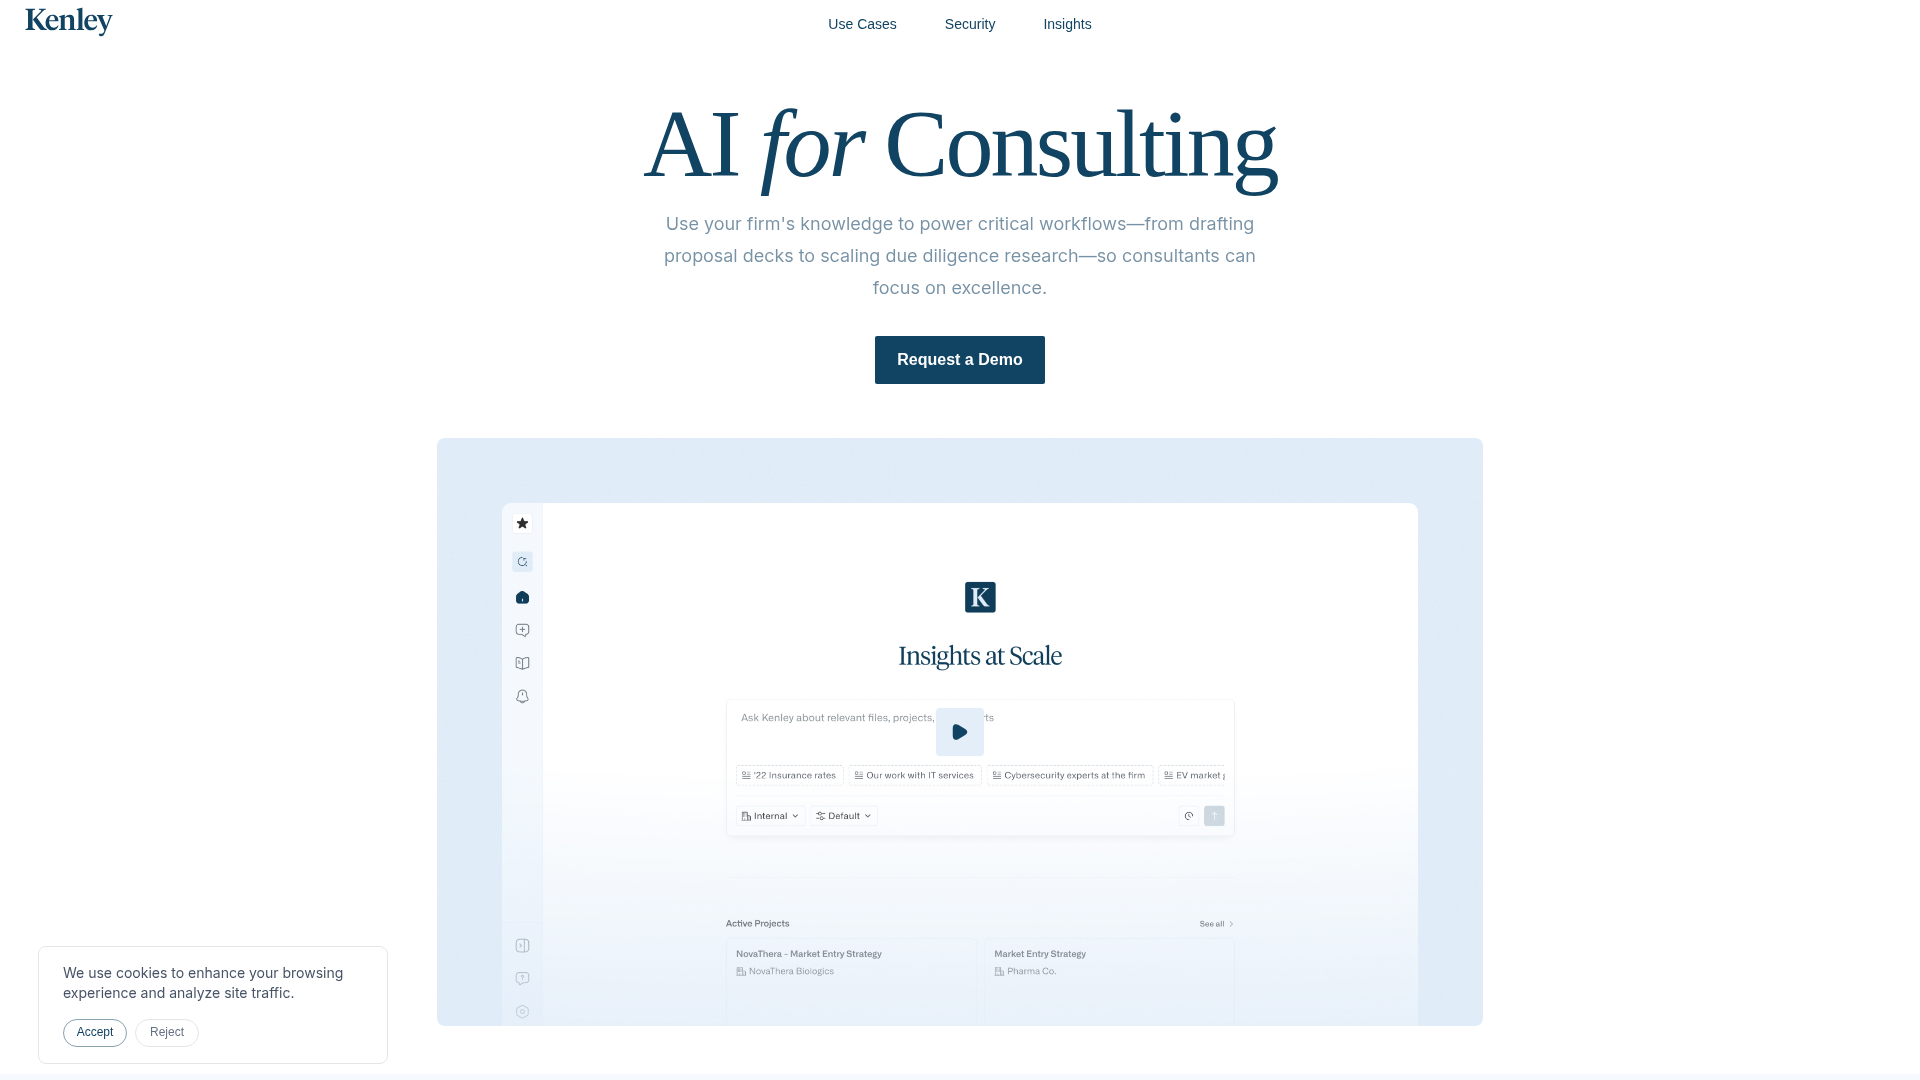 Kenley
Use Cases
Security
Insights
AI for Consulting
Use your firm's knowledge to power critical workflows—from drafting
proposal decks to scaling due diligence research—so consultants can
focus on excellence.
Request a Demo
K
Insights at Scale
Ask Kenley about relevant files, projects,
'22 Insurance rates
Our work with IT services
Cybersecurity experts at the firm
EV market
Internal
Default
Active Projects
See all
NovaThera - Market Entry Strategy
NovaThera Biologics
Market Entry Strategy
Pharma Co.
We use cookies to enhance your browsing
experience and analyze site traffic.
Accept
Reject